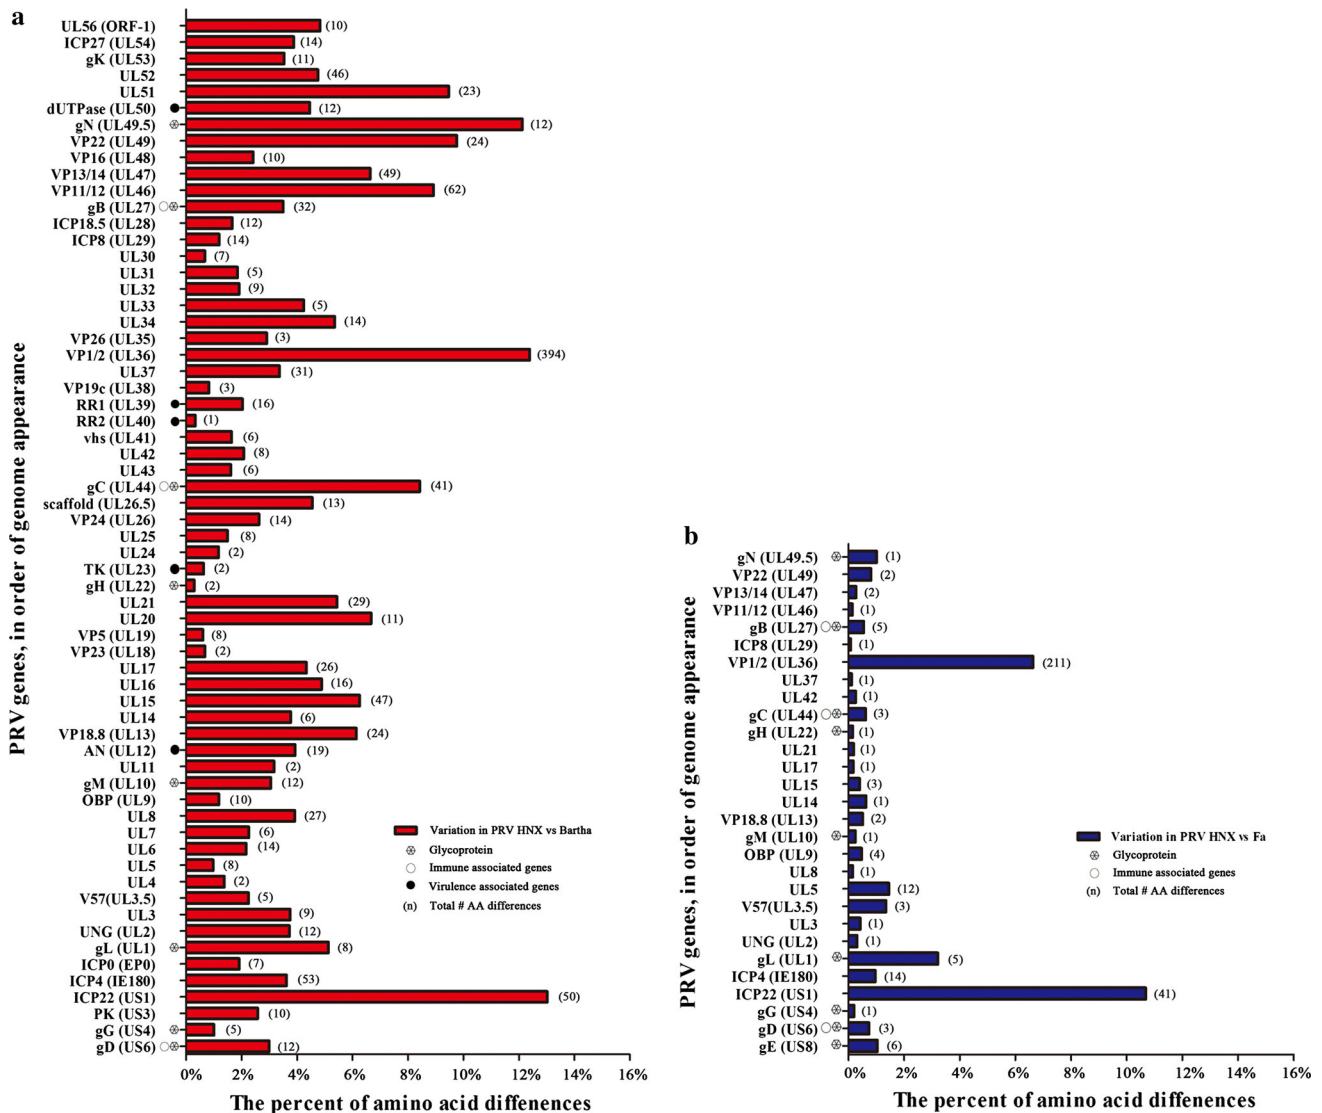 a
PRV genes, in order of genome appearance
UL56 (ORF-1) (10)
ICP27 (UL54) (14)
gK (UL53) (11)
UL52 (46)
UL51 (23)
dUTPase (UL50) (12)
gN (UL49.5) (12)
VP22 (UL49) (24)
VP16 (UL48) (10)
VP13/14 (UL47) (49)
VP11/12 (UL46) (62)
gB (UL27) (32)
ICP18.5 (UL28) (12)
ICP8 (UL29) (14)
UL30 (7)
UL31 (5)
UL32 (9)
UL33 (5)
UL34 (14)
VP26 (UL35) (3)
VP1/2 (UL36) (394)
UL37 (31)
VP19c (UL38) (3)
RR1 (UL39) (16)
RR2 (UL40) (1)
vhs (UL41) (6)
UL42 (8)
UL43 (6)
gC (UL44) (41)
scaffold (UL26.5) (13)
VP24 (UL26) (14)
UL25 (8)
UL24 (2)
TK (UL23) (2)
gH (UL22) (2)
UL21 (29)
UL20 (11)
VP5 (UL19) (8)
VP23 (UL18) (2)
UL17 (26)
UL16 (16)
UL15 (47)
UL14 (6)
VP18.8 (UL13) (24)
AN (UL12) (19)
UL11 (2)
gM (UL10) (12)
OBP (UL9) (10)
UL8 (27)
UL7 (6)
UL6 (14)
UL5 (8)
UL4 (2)
V57(UL3.5) (5)
UL3 (9)
UNG (UL2) (12)
gL (UL1) (8)
ICP0 (EP0) (7)
ICP4 (IE180) (53)
ICP22 (US1) (50)
PK (US3) (10)
gG (US4) (5)
gD (US6) (12)
Variation in PRV HNX vs Bartha
Glycoprotein
Immune associated genes
Virulence associated genes
(n) Total # AA differences
0% 2% 4% 6% 8% 10% 12% 14% 16%
The percent of amino acid diffenences
b
PRV genes, in order of genome appearance
gN (UL49.5) (1)
VP22 (UL49) (2)
VP13/14 (UL47) (2)
VP11/12 (UL46) (1)
gB (UL27) (5)
ICP8 (UL29) (1)
VP1/2 (UL36) (211)
UL37 (1)
UL42 (1)
gC (UL44) (3)
gH (UL22) (1)
UL21 (1)
UL17 (1)
UL15 (3)
UL14 (1)
VP18.8 (UL13) (2)
gM (UL10) (1)
OBP (UL9) (4)
UL8 (1)
UL5 (12)
V57(UL3.5) (3)
UL3 (1)
UNG (UL2) (1)
gL (UL1) (5)
ICP4 (IE180) (14)
ICP22 (US1) (41)
gG (US4) (1)
gD (US6) (3)
gE (US8) (6)
Variation in PRV HNX vs Fa
Glycoprotein
Immune associated genes
(n) Total # AA differences
0% 2% 4% 6% 8% 10% 12% 14% 16%
The percent of amino acid diffenences